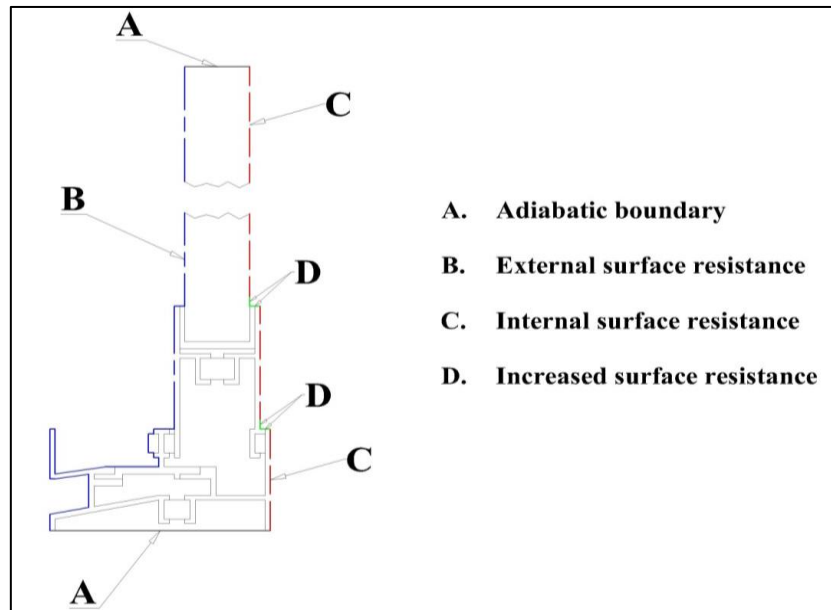 A
C
B
D
D
C
A
A. Adiabatic boundary
B. External surface resistance
C. Internal surface resistance
D. Increased surface resistance